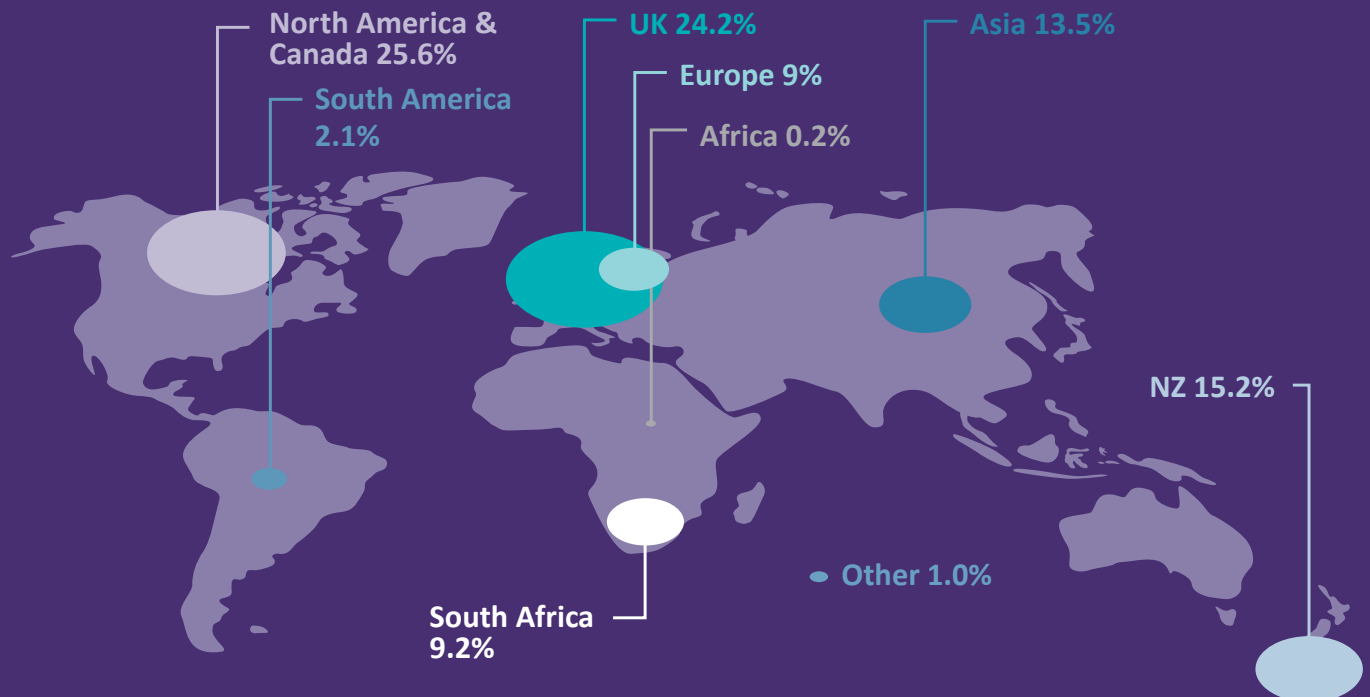 North America &
Canada 25.6%
South America
2.1%
UK 24.2%
Europe 9%
Africa 0.2%
Asia 13.5%
NZ 15.2%
Other 1.0%
South Africa
9.2%